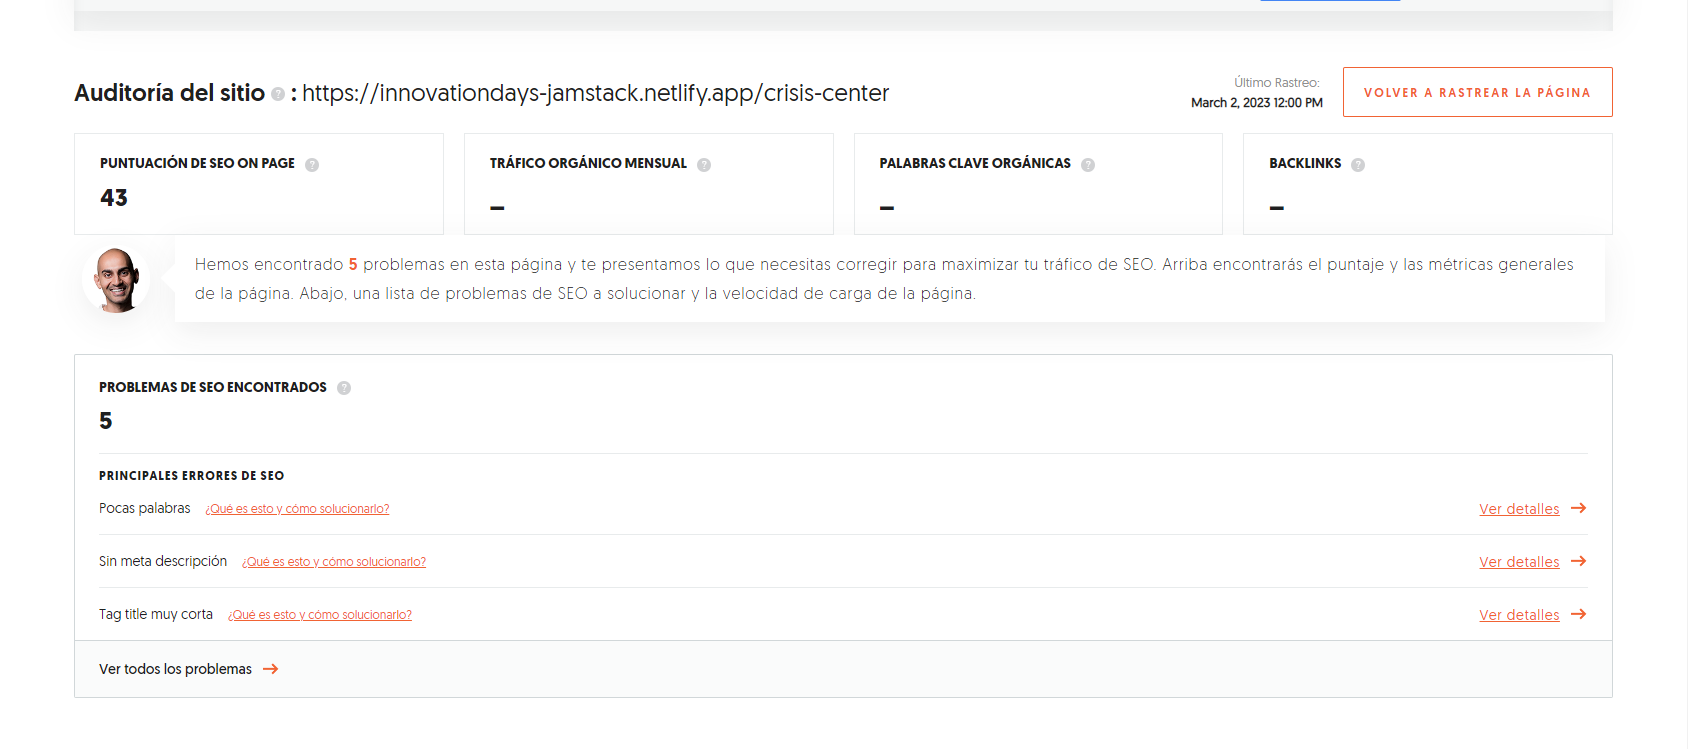 Auditoría del sitio ? : https://innovationdays-jamstack.netlify.app/crisis-center
Último Rastreo:
March 2, 2023 12:00 PM
VOLVER A RASTREAR LA PÁGINA
PUNTUACIÓN DE SEO ON PAGE ?
43
TRÁFICO ORGÁNICO MENSUAL ?
–
PALABRAS CLAVE ORGÁNICAS ?
–
BACKLINKS ?
–
Hemos encontrado 5 problemas en esta página y te presentamos lo que necesitas corregir para maximizar tu tráfico de SEO. Arriba encontrarás el puntaje y las métricas generales
de la página. Abajo, una lista de problemas de SEO a solucionar y la velocidad de carga de la página.
PROBLEMAS DE SEO ENCONTRADOS ?
5
PRINCIPALES ERRORES DE SEO
Pocas palabras ¿Qué es esto y cómo solucionarlo? Ver detalles →
Sin meta descripción ¿Qué es esto y cómo solucionarlo? Ver detalles →
Tag title muy corta ¿Qué es esto y cómo solucionarlo? Ver detalles →
Ver todos los problemas →